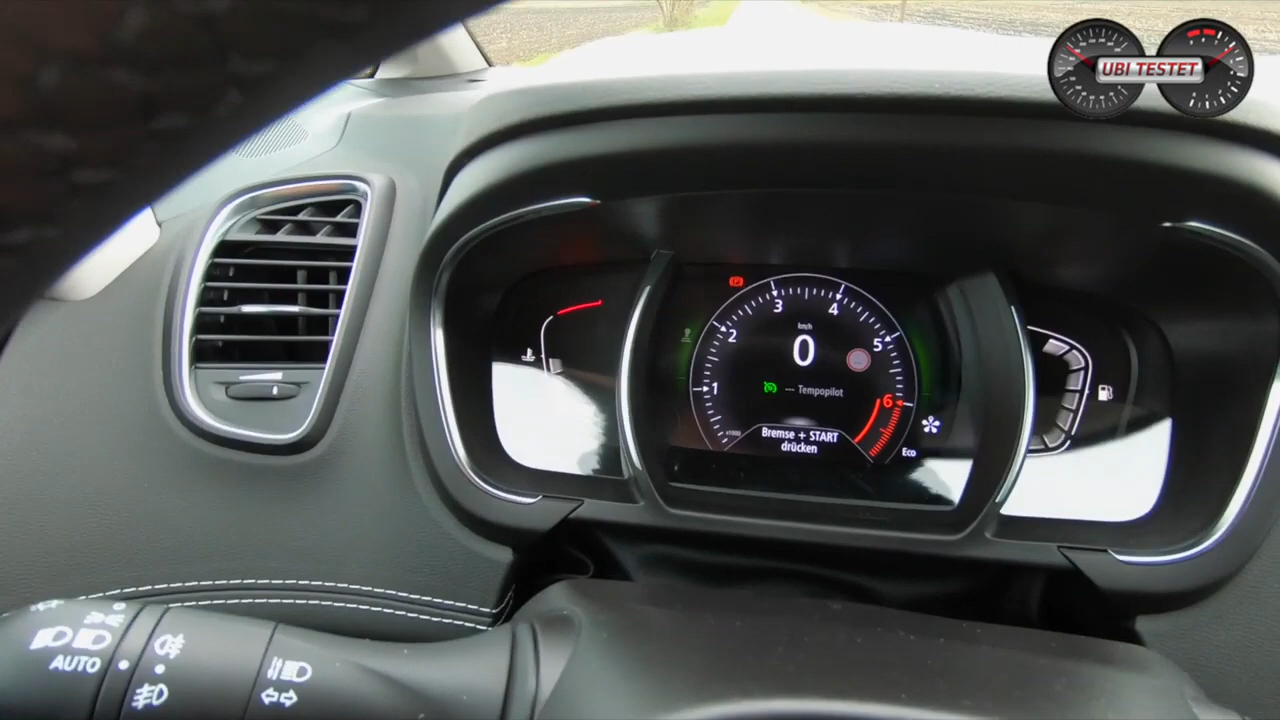 UBI TESTET
3 4
km/h
2 5
0
1
--- Tempopilot
6
x1000
Bremse + START
drücken
Eco
AUTO